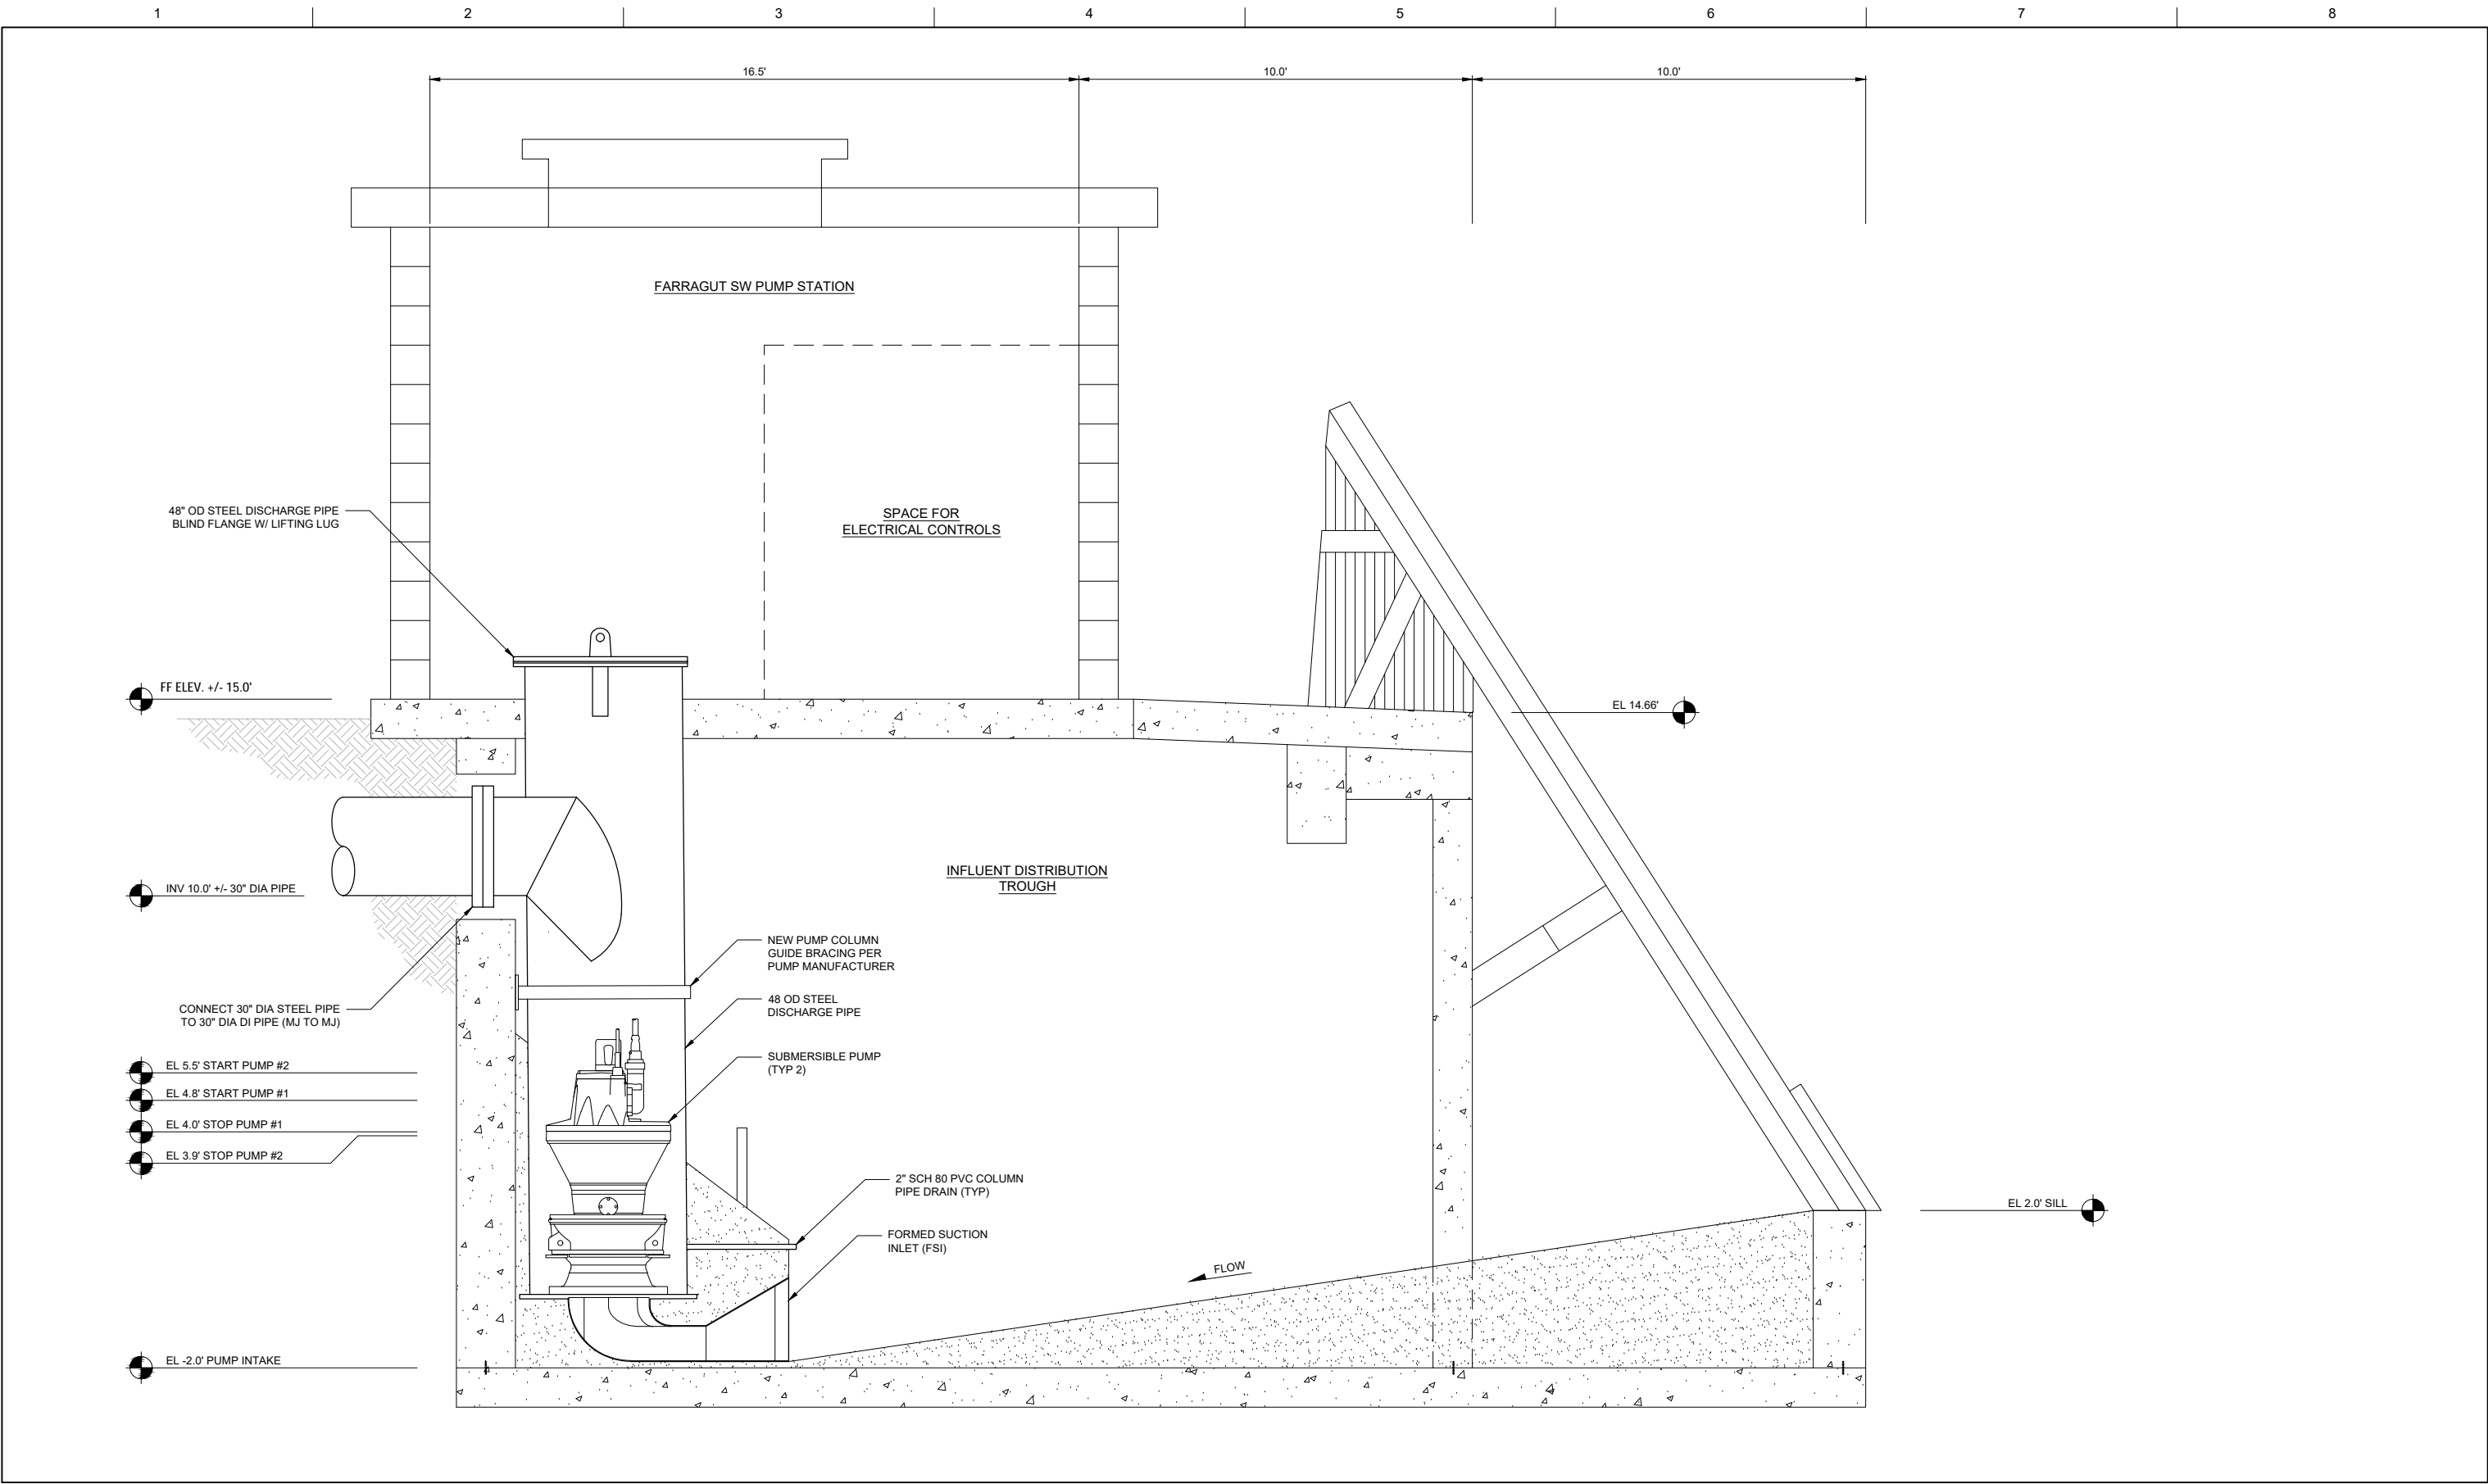 1
2
3
4
5
6
7
8
16.5'
10.0'
10.0'
FARRAGUT SW PUMP STATION
48" OD STEEL DISCHARGE PIPE
BLIND FLANGE W/ LIFTING LUG
SPACE FOR
ELECTRICAL CONTROLS
FF ELEV. +/- 15.0'
EL 14.66'
INFLUENT DISTRIBUTION
TROUGH
INV 10.0' +/- 30" DIA PIPE
NEW PUMP COLUMN
GUIDE BRACING PER
PUMP MANUFACTURER
CONNECT 30" DIA STEEL PIPE
TO 30" DIA DI PIPE (MJ TO MJ)
48 OD STEEL
DISCHARGE PIPE
SUBMERSIBLE PUMP
(TYP 2)
EL 5.5' START PUMP #2
EL 4.8' START PUMP #1
EL 4.0' STOP PUMP #1
EL 3.9' STOP PUMP #2
2" SCH 80 PVC COLUMN
PIPE DRAIN (TYP)
EL 2.0' SILL
FORMED SUCTION
INLET (FSI)
FLOW
EL -2.0' PUMP INTAKE